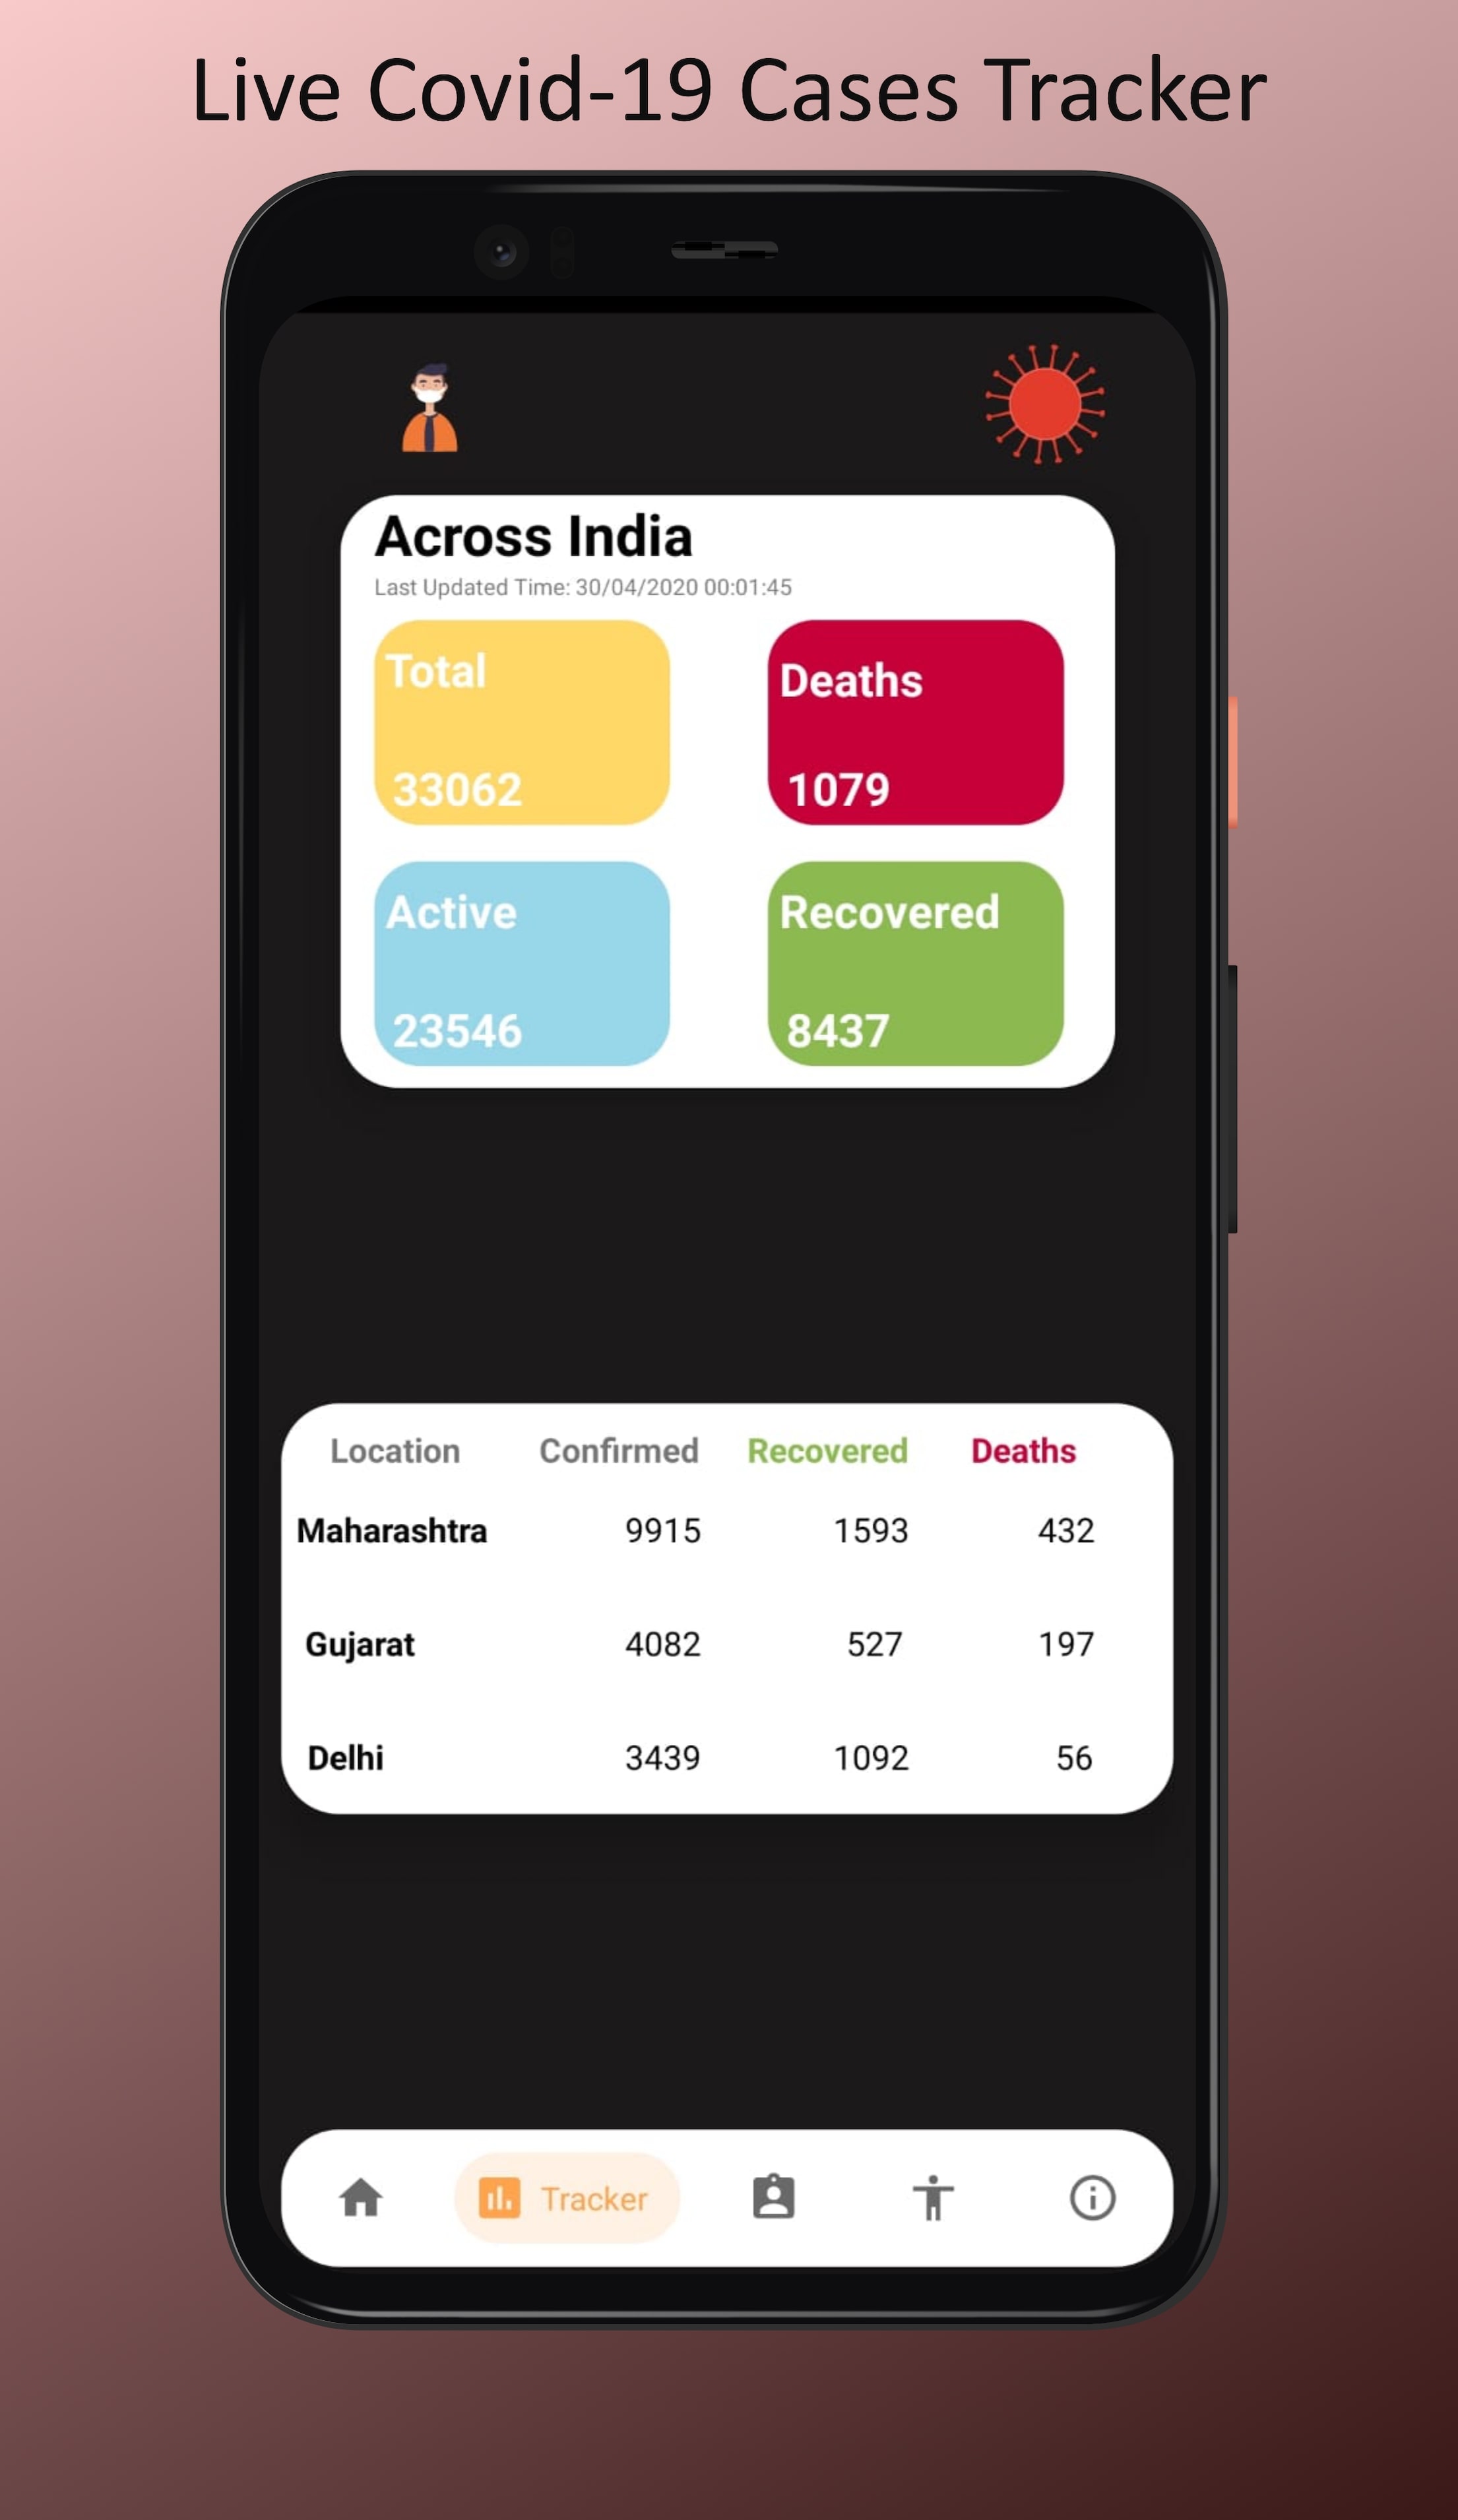 Live Covid-19 Cases Tracker
Across India
Last Updated Time: 30/04/2020 00:01:45
Total
Deaths
33062
1079
Active
Recovered
23546
8437
Location Confirmed Recovered Deaths
Maharashtra 9915 1593 432
Gujarat 4082 527 197
Delhi 3439 1092 56
Tracker